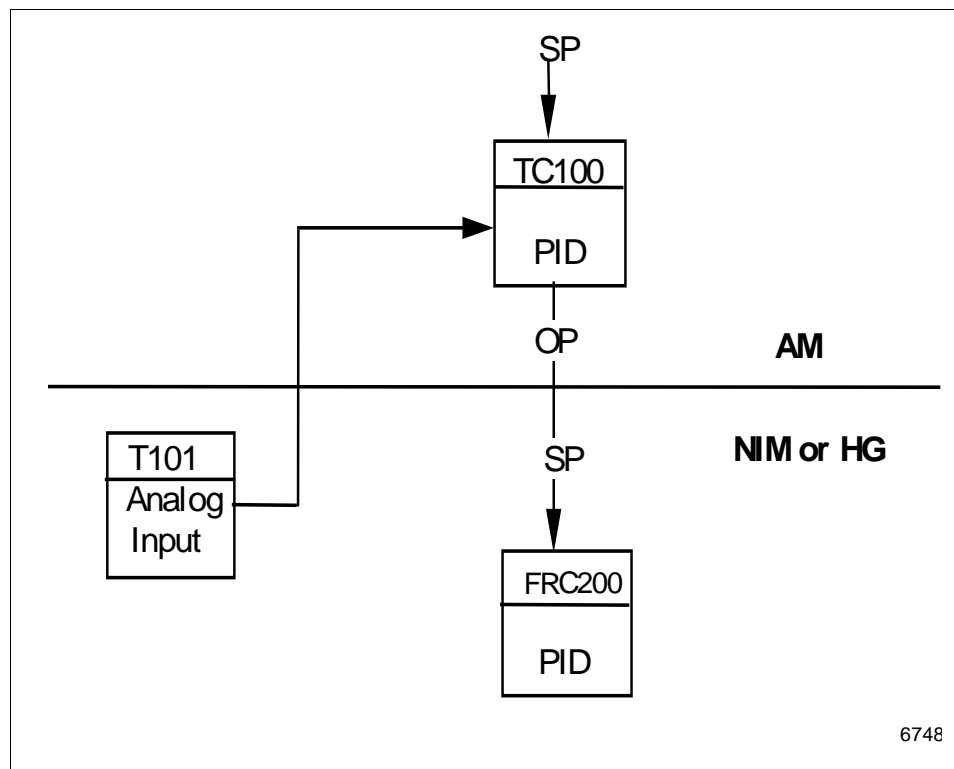 SP
TC100
PID
OP
AM
T101
Analog
Input
SP
NIM or HG
FRC200
PID
6748